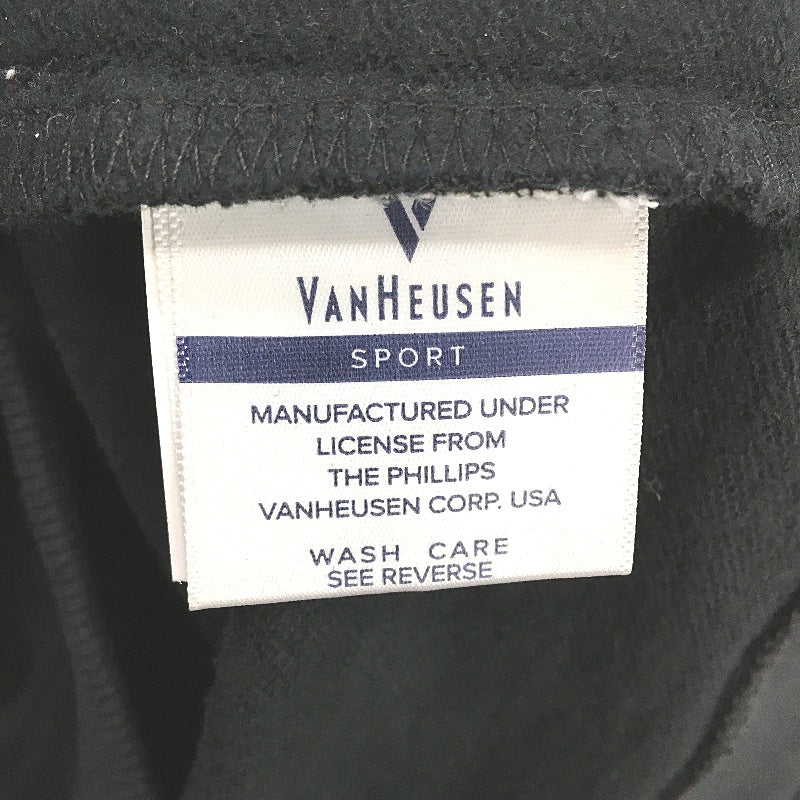 VANHEUSEN
SPORT
MANUFACTURED UNDER
LICENSE FROM
THE PHILLIPS
VANHEUSEN CORP. USA
WASH CARE
SEE REVERSE